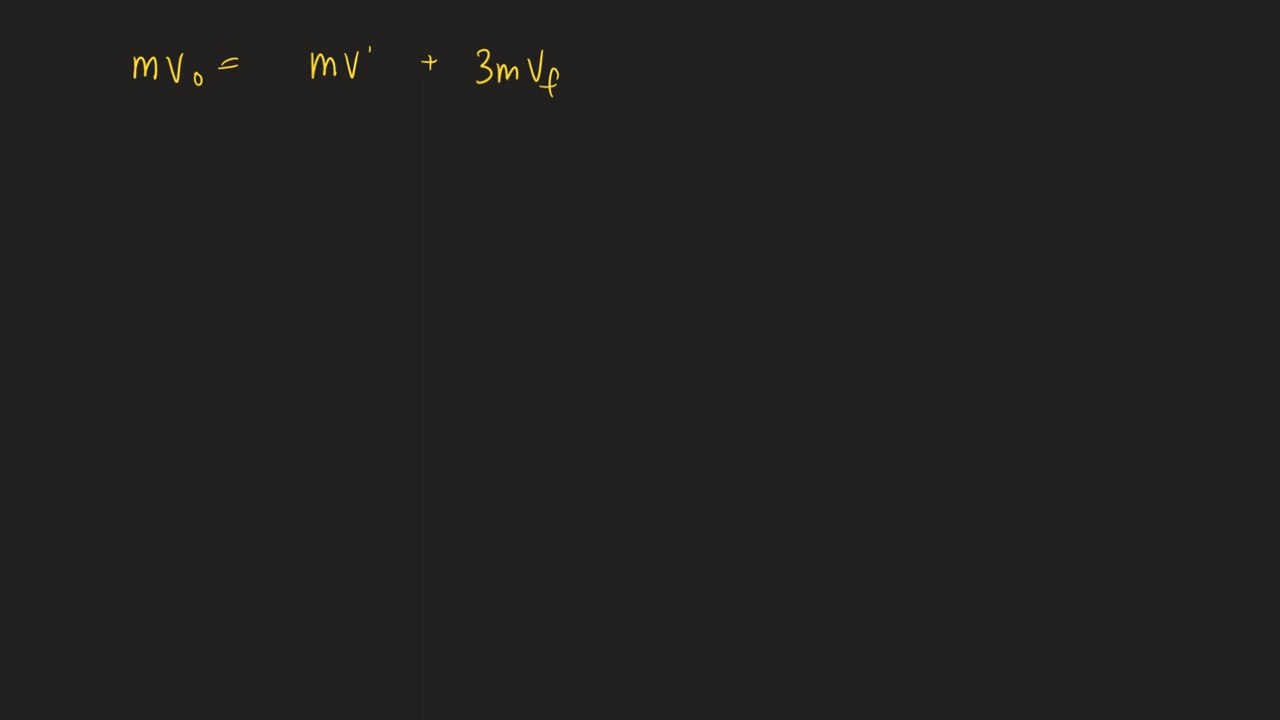 mv₀ = mv' + 3mv_f